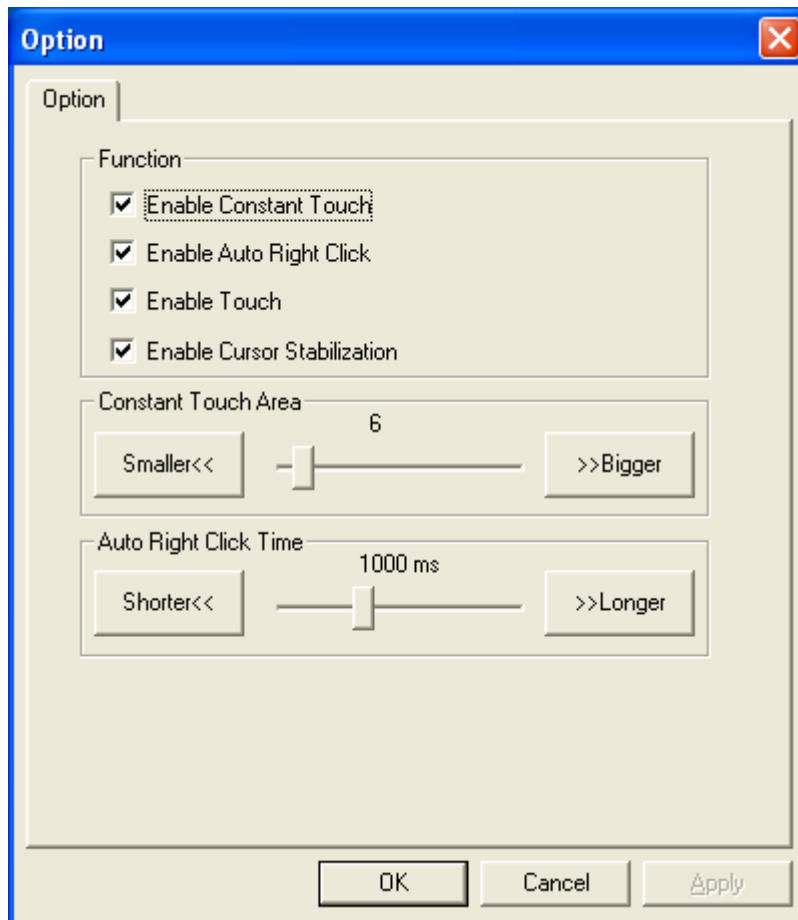 Option
Option
Function
Enable Constant Touch
Enable Auto Right Click
Enable Touch
Enable Cursor Stabilization
Constant Touch Area
6
Smaller<<
>>Bigger
Auto Right Click Time
1000 ms
Shorter<<
>>Longer
OK
Cancel
Apply